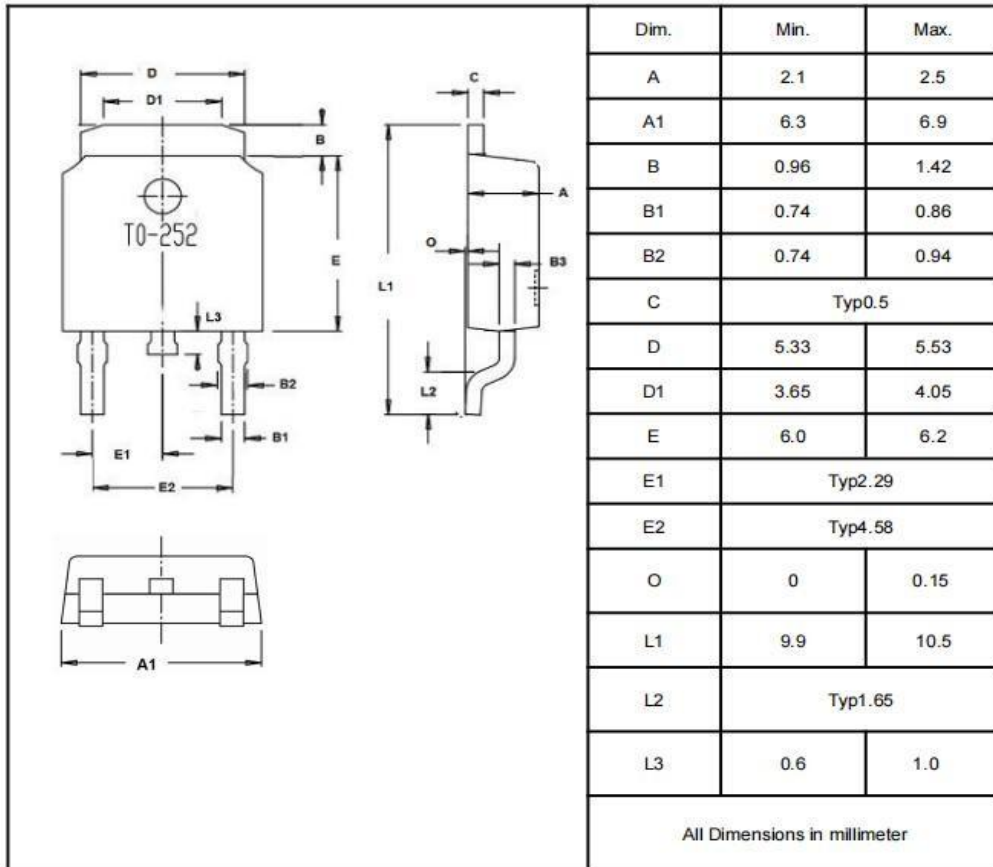 D
D1
B
TO-252
E
L3
B2
B1
E1
E2
A1
C
A
O
B3
L1
L2
Dim. Min. Max.
A 2.1 2.5
A1 6.3 6.9
B 0.96 1.42
B1 0.74 0.86
B2 0.74 0.94
C Typ0.5
D 5.33 5.53
D1 3.65 4.05
E 6.0 6.2
E1 Typ2.29
E2 Typ4.58
O 0 0.15
L1 9.9 10.5
L2 Typ1.65
L3 0.6 1.0
All Dimensions in millimeter